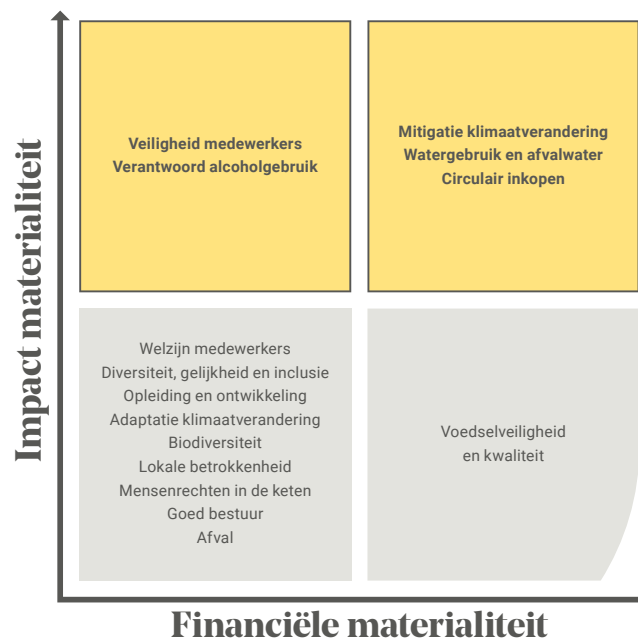 Impact materialiteit
Veiligheid medewerkers
Verantwoord alcoholgebruik
Mitigatie klimaatverandering
Watergebruik en afvalwater
Circulair inkopen
Welzijn medewerkers
Diversiteit, gelijkheid en inclusie
Opleiding en ontwikkeling
Adaptatie klimaatverandering
Biodiversiteit
Lokale betrokkenheid
Mensenrechten in de keten
Goed bestuur
Afval
Voedselveiligheid
en kwaliteit
Financiële materialiteit